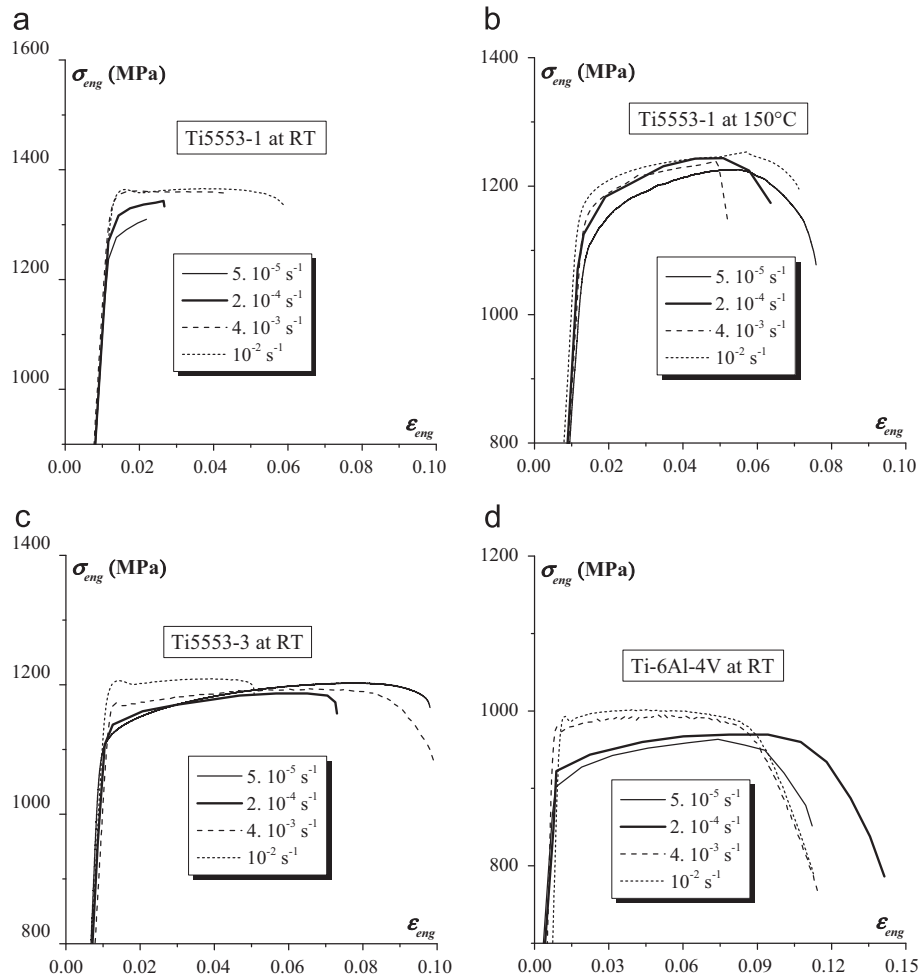 a
1600
σeng (MPa)
1400
Ti5553-1 at RT
1200
5. 10⁻⁵ s⁻¹
2. 10⁻⁴ s⁻¹
4. 10⁻³ s⁻¹
10⁻² s⁻¹
1000
εeng
0.00 0.02 0.04 0.06 0.08 0.10
b
1400
σeng (MPa)
Ti5553-1 at 150°C
1200
5. 10⁻⁵ s⁻¹
2. 10⁻⁴ s⁻¹
4. 10⁻³ s⁻¹
10⁻² s⁻¹
1000
εeng
800
0.00 0.02 0.04 0.06 0.08 0.10
c
1400
σeng (MPa)
Ti5553-3 at RT
1200
5. 10⁻⁵ s⁻¹
2. 10⁻⁴ s⁻¹
4. 10⁻³ s⁻¹
10⁻² s⁻¹
1000
εeng
800
0.00 0.02 0.04 0.06 0.08 0.10
d
1200
σeng (MPa)
Ti-6Al-4V at RT
1000
5. 10⁻⁵ s⁻¹
2. 10⁻⁴ s⁻¹
4. 10⁻³ s⁻¹
10⁻² s⁻¹
800
εeng
0.00 0.03 0.06 0.09 0.12 0.15